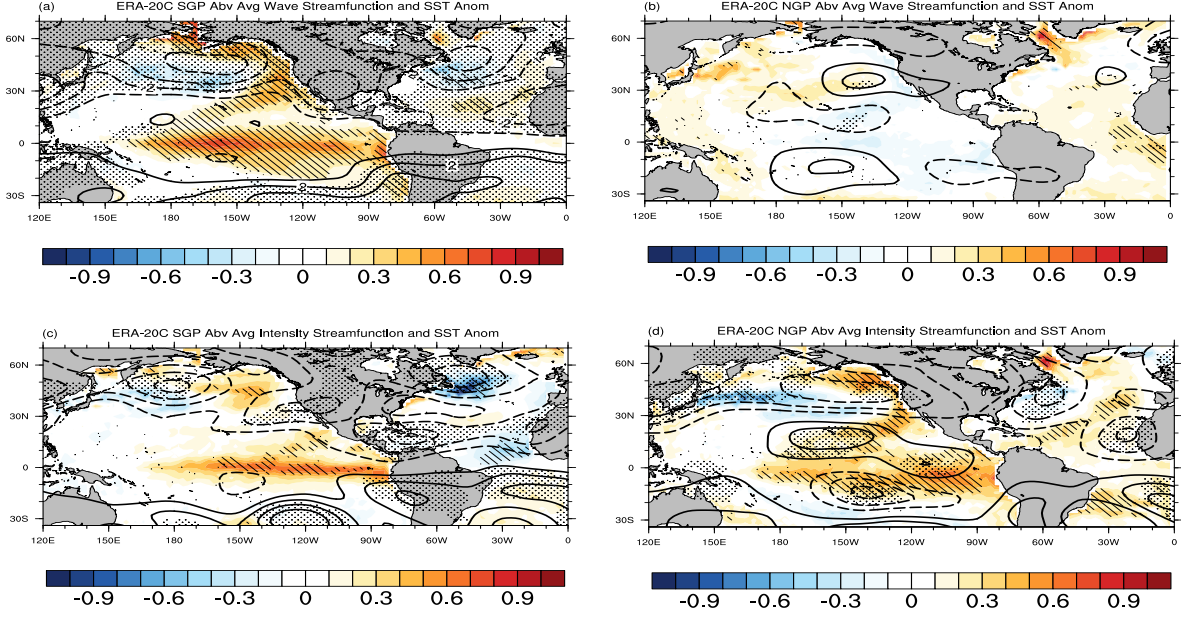 (a) ERA-20C SGP Abv Avg Wave Streamfunction and SST Anom
60N
30N
0
30S
2
2
2
120E 150E 180 150W 120W 90W 60W 30W 0
-0.9 -0.6 -0.3 0 0.3 0.6 0.9
(b) ERA-20C NGP Abv Avg Wave Streamfunction and SST Anom
60N
30N
0
30S
120E 150E 180 150W 120W 90W 60W 30W 0
-0.9 -0.6 -0.3 0 0.3 0.6 0.9
(c) ERA-20C SGP Abv Avg Intensity Streamfunction and SST Anom
60N
30N
0
30S
120E 150E 180 150W 120W 90W 60W 30W 0
-0.9 -0.6 -0.3 0 0.3 0.6 0.9
(d) ERA-20C NGP Abv Avg Intensity Streamfunction and SST Anom
60N
30N
0
30S
120E 150E 180 150W 120W 90W 60W 30W 0
-0.9 -0.6 -0.3 0 0.3 0.6 0.9